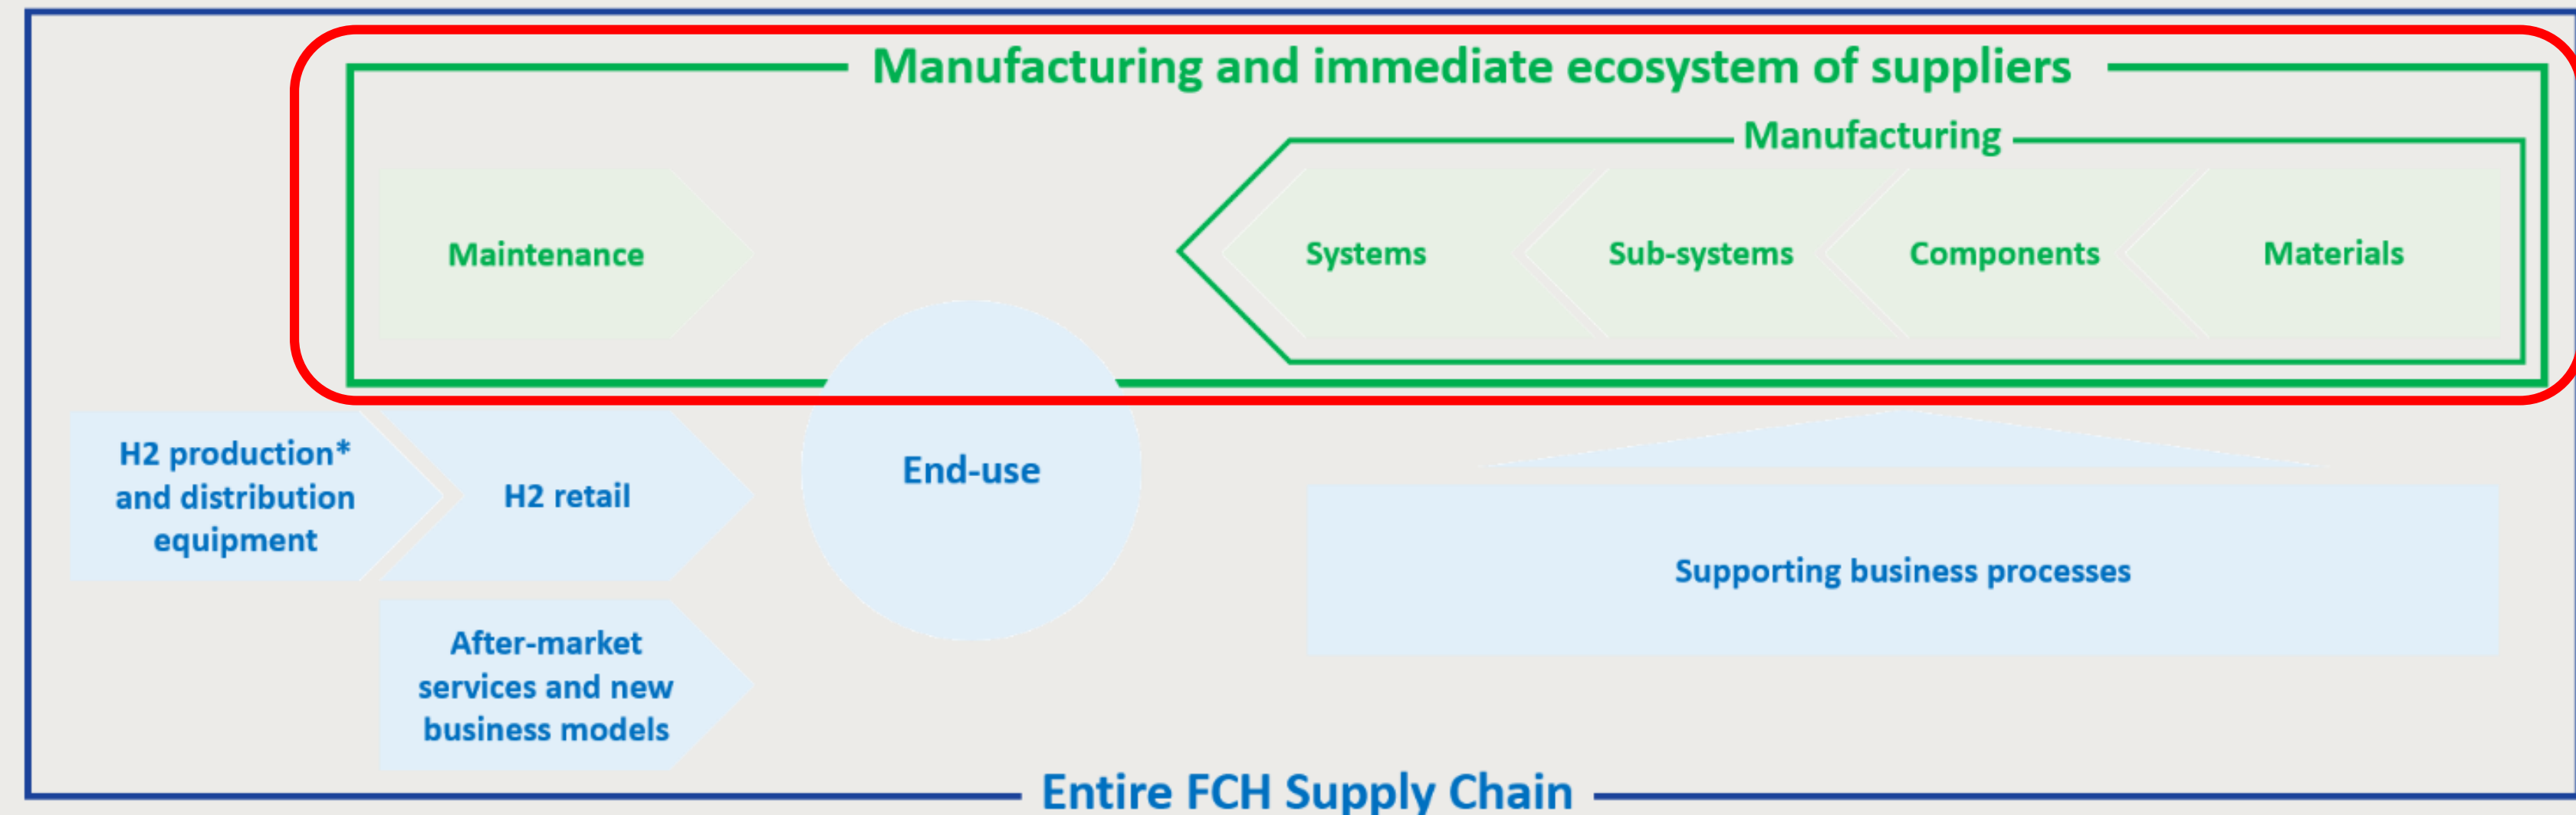 Manufacturing and immediate ecosystem of suppliers
Manufacturing
Maintenance
Systems
Sub-systems
Components
Materials
H2 production*
and distribution
equipment
H2 retail
End-use
Supporting business processes
After-market
services and new
business models
Entire FCH Supply Chain